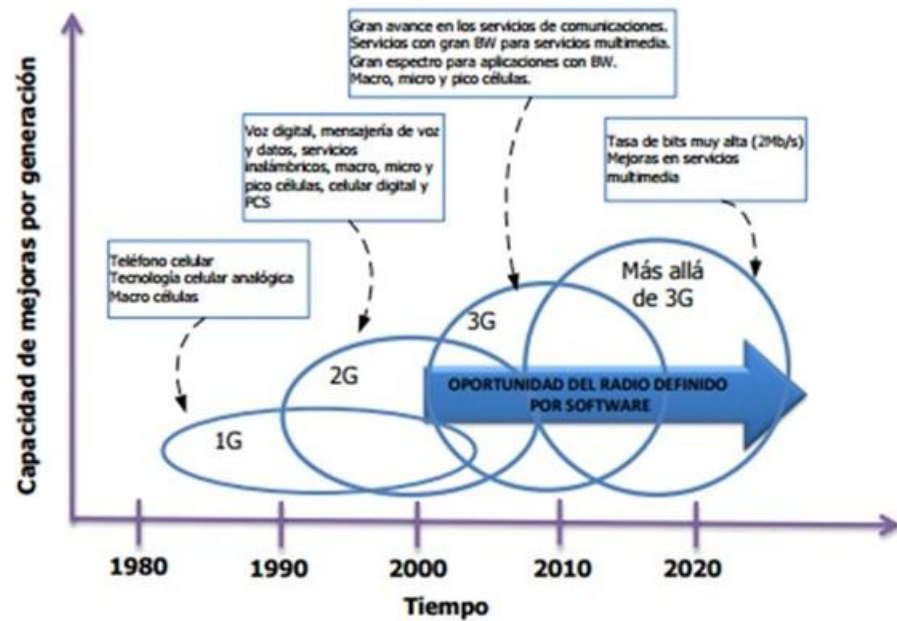 Gran avance en los servicios de comunicaciones.
Servicios con gran BW para servicios multimedia.
Gran espectro para aplicaciones con BW.
Macro, micro y pico células.
Voz digital, mensajería de voz
y datos, servicios
inalámbricos, macro, micro y
pico células, celular digital y
PCS
Tasa de bits muy alta (2Mb/s)
Mejoras en servicios
multimedia
Teléfono celular
Tecnología celular analógica
Macro células
Capacidad de mejoras por generación
1G
2G
3G
Más allá
de 3G
OPORTUNIDAD DEL RADIO DEFINIDO
POR SOFTWARE
1980
1990
2000
2010
2020
Tiempo